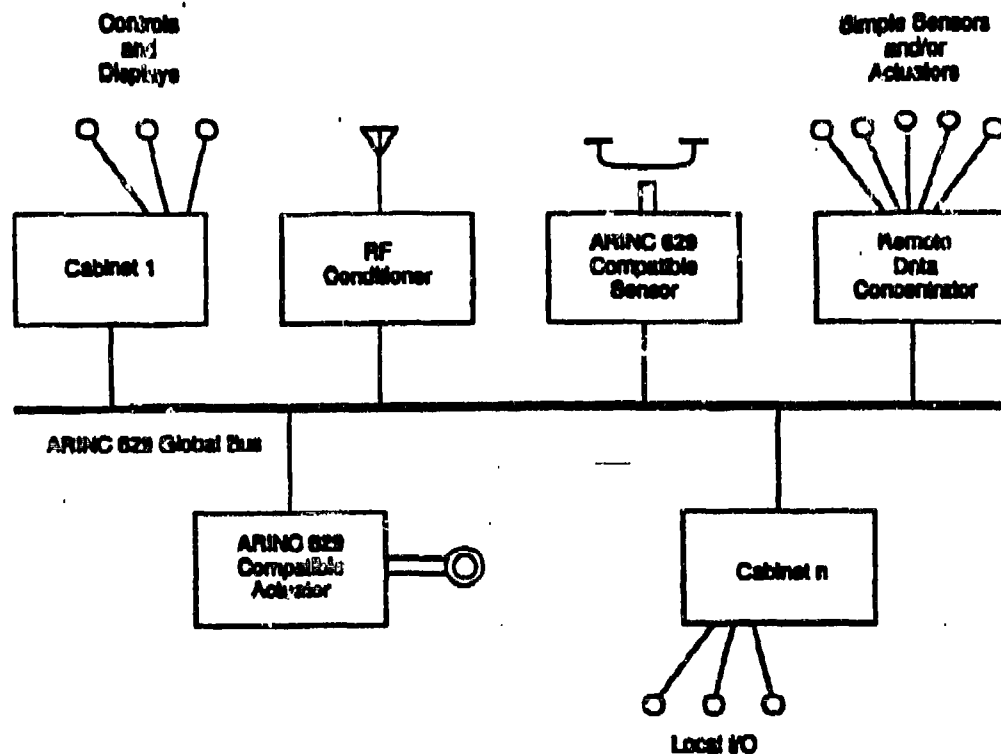 Controls
and
Displays
Simple Sensors
and/or
Actuators
Cabinet 1
RF
Conditioner
ARINC 629
Compatible
Sensor
Remote
Data
Concentrator
ARINC 629 Global Bus
ARINC 629
Compatible
Actuator
Cabinet n
Local I/O